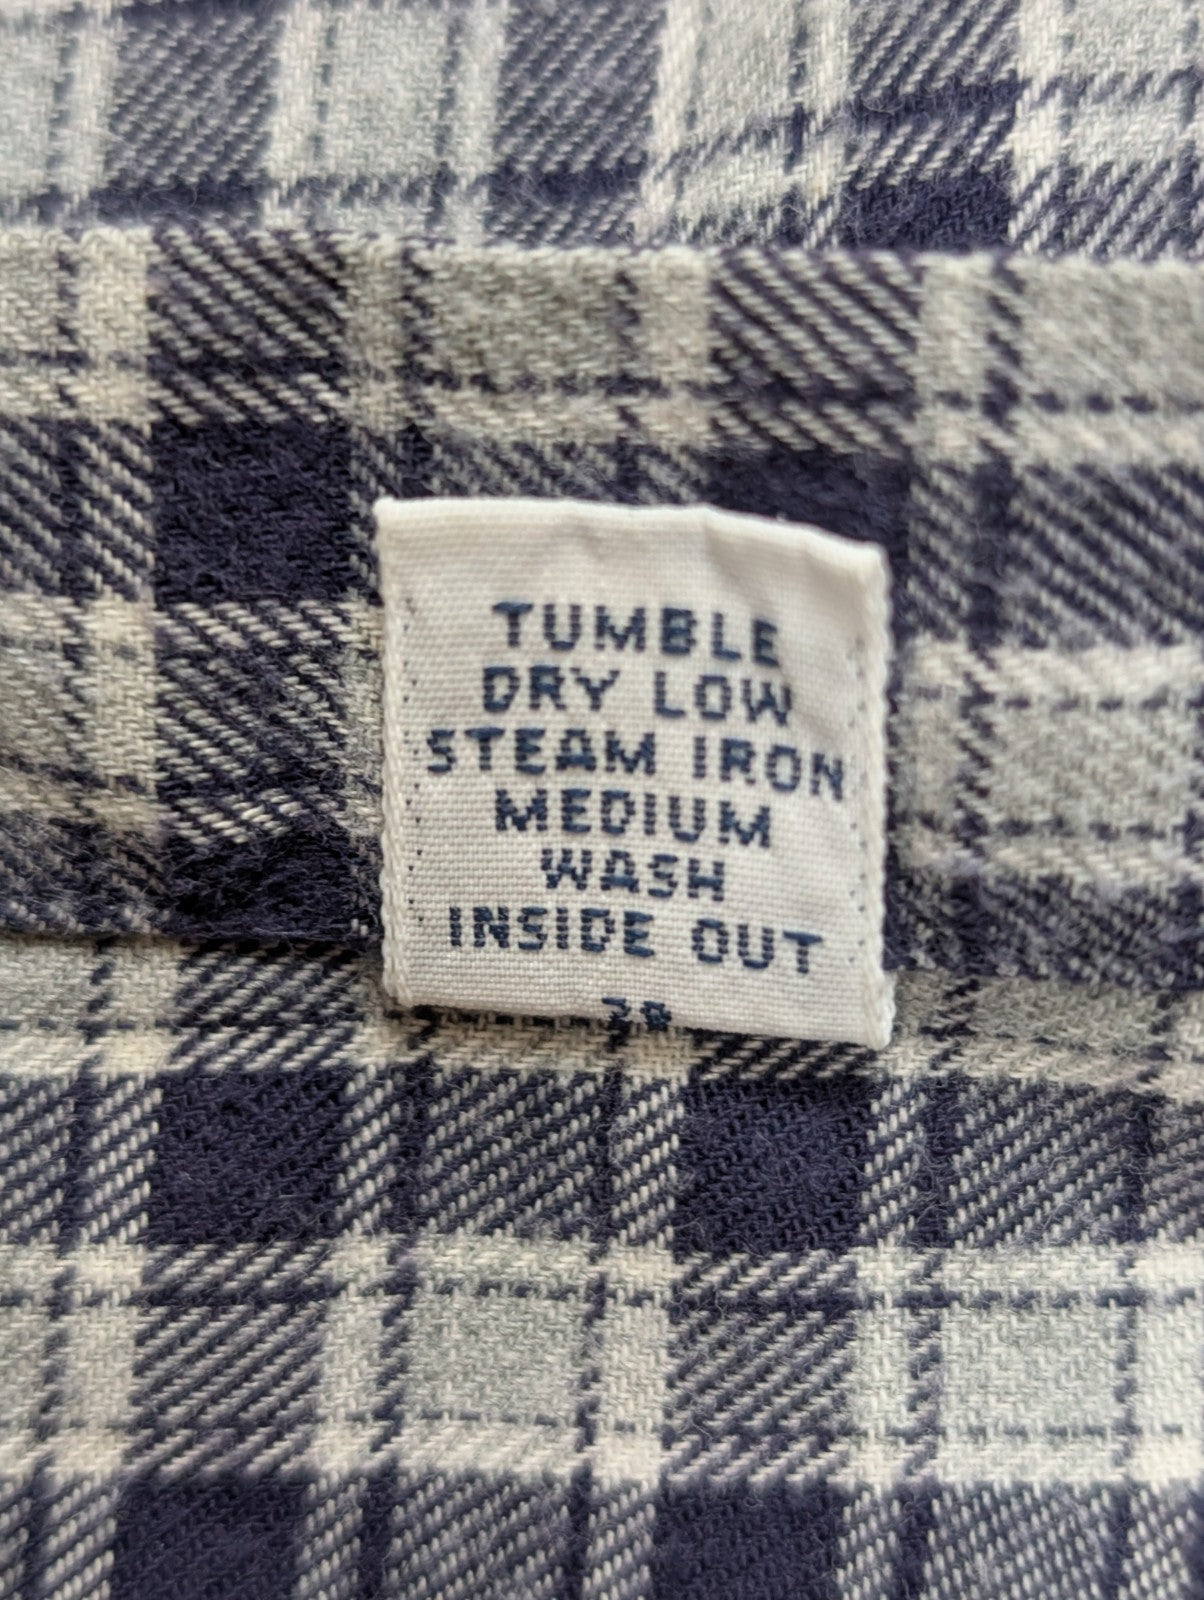 TUMBLE
DRY LOW
STEAM IRON
MEDIUM
WASH
INSIDE OUT